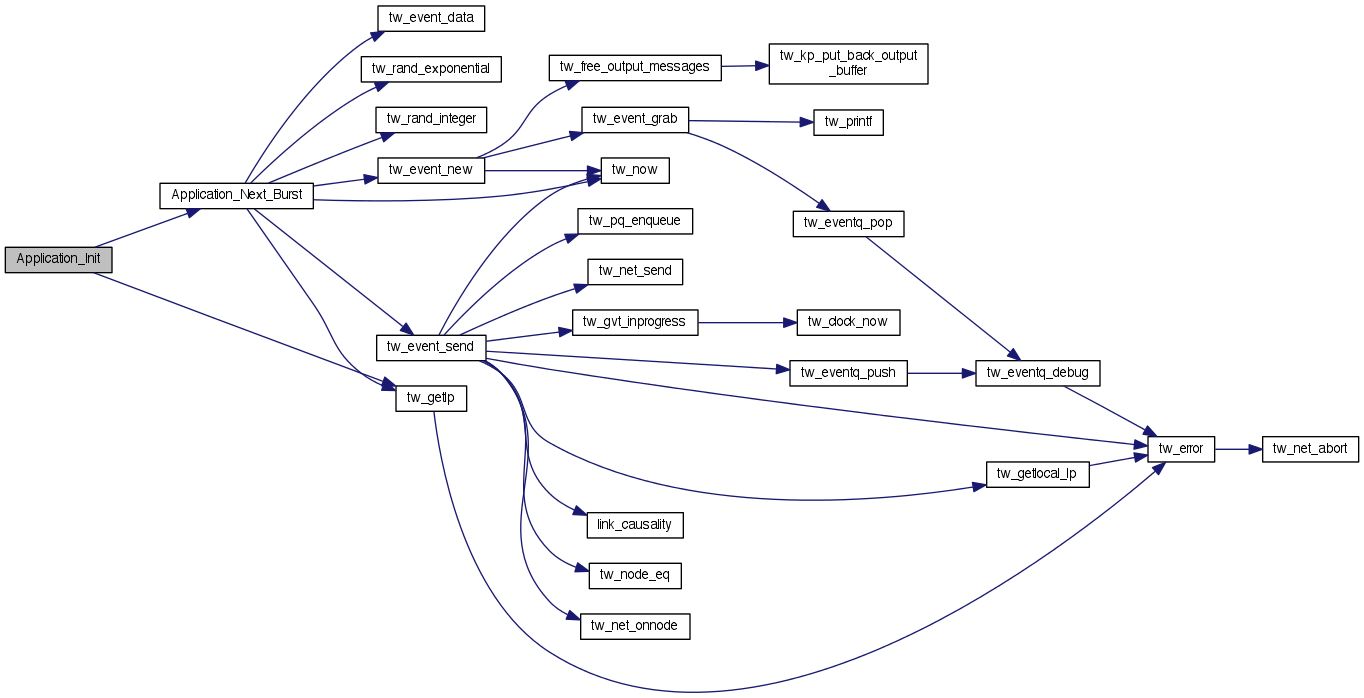 tw_event_data
tw_rand_exponential
tw_kp_put_back_output
_buffer
tw_free_output_messages
tw_rand_integer
tw_event_grab
tw_printf
tw_event_new
tw_now
Application_Next_Burst
tw_pq_enqueue
tw_eventq_pop
Application_Init
tw_net_send
tw_gvt_inprogress
tw_clock_now
tw_event_send
tw_eventq_push
tw_eventq_debug
tw_getlp
tw_error
tw_net_abort
tw_getlocal_lp
link_causality
tw_node_eq
tw_net_onnode